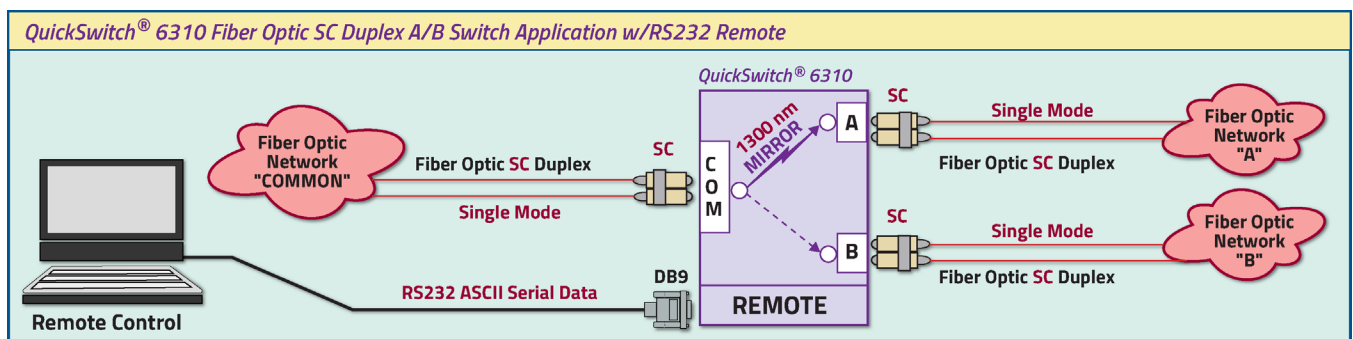 QuickSwitch® 6310 Fiber Optic SC Duplex A/B Switch Application w/RS232 Remote
QuickSwitch® 6310
Fiber Optic
Network
"COMMON"
Fiber Optic SC Duplex
Single Mode
SC
COM
1300 nm
MIRROR
A
B
SC
Single Mode
Fiber Optic SC Duplex
Fiber Optic
Network
"A"
SC
Single Mode
Fiber Optic SC Duplex
Fiber Optic
Network
"B"
Remote Control
RS232 ASCII Serial Data
DB9
REMOTE